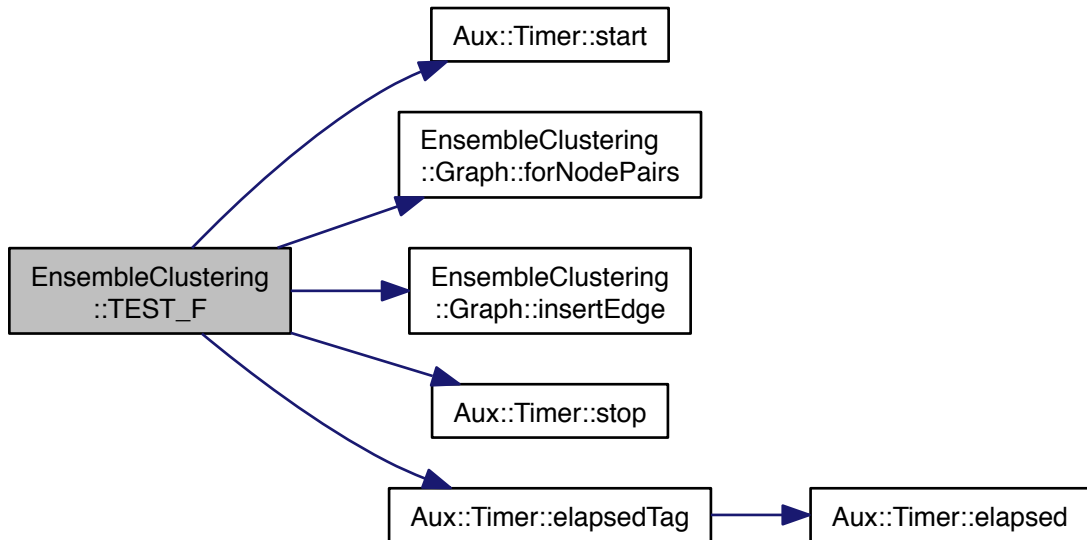 Aux::Timer::start
EnsembleClustering
::Graph::forNodePairs
EnsembleClustering
::TEST_F
EnsembleClustering
::Graph::insertEdge
Aux::Timer::stop
Aux::Timer::elapsedTag
Aux::Timer::elapsed